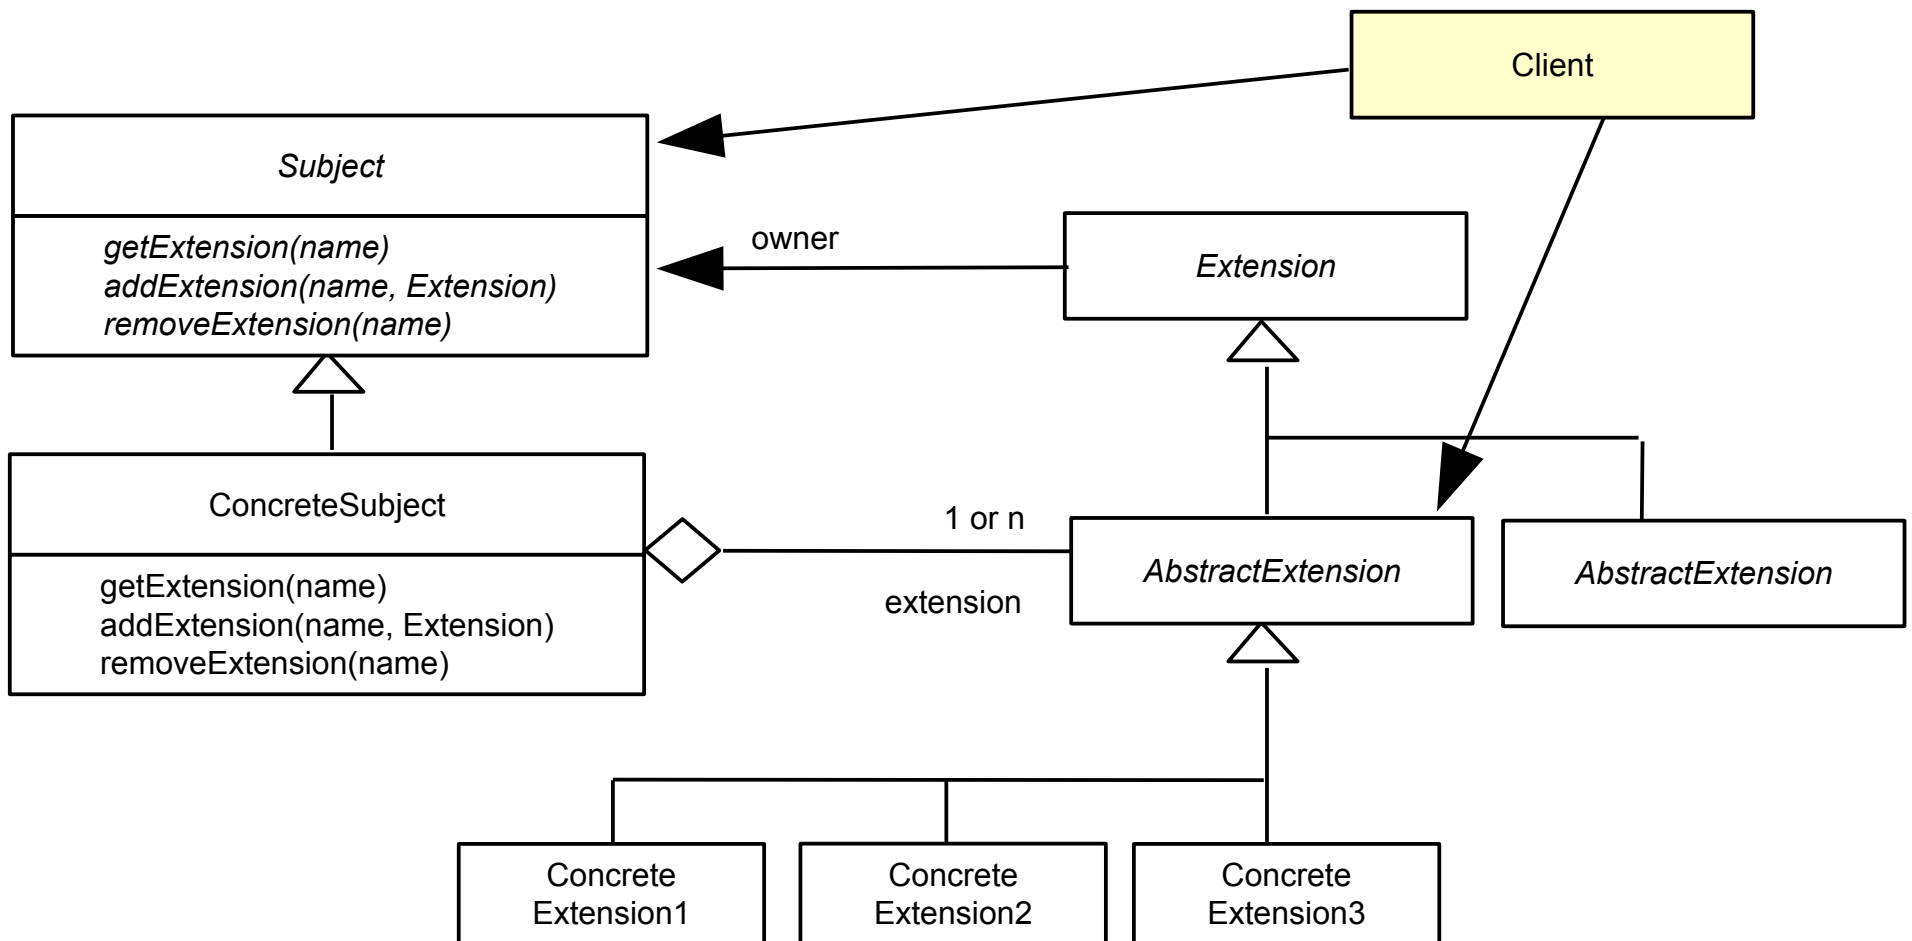 Client
Subject
getExtension(name)
addExtension(name, Extension)
removeExtension(name)
owner
Extension
ConcreteSubject
getExtension(name)
addExtension(name, Extension)
removeExtension(name)
1 or n
extension
AbstractExtension
AbstractExtension
Concrete
Extension1
Concrete
Extension2
Concrete
Extension3